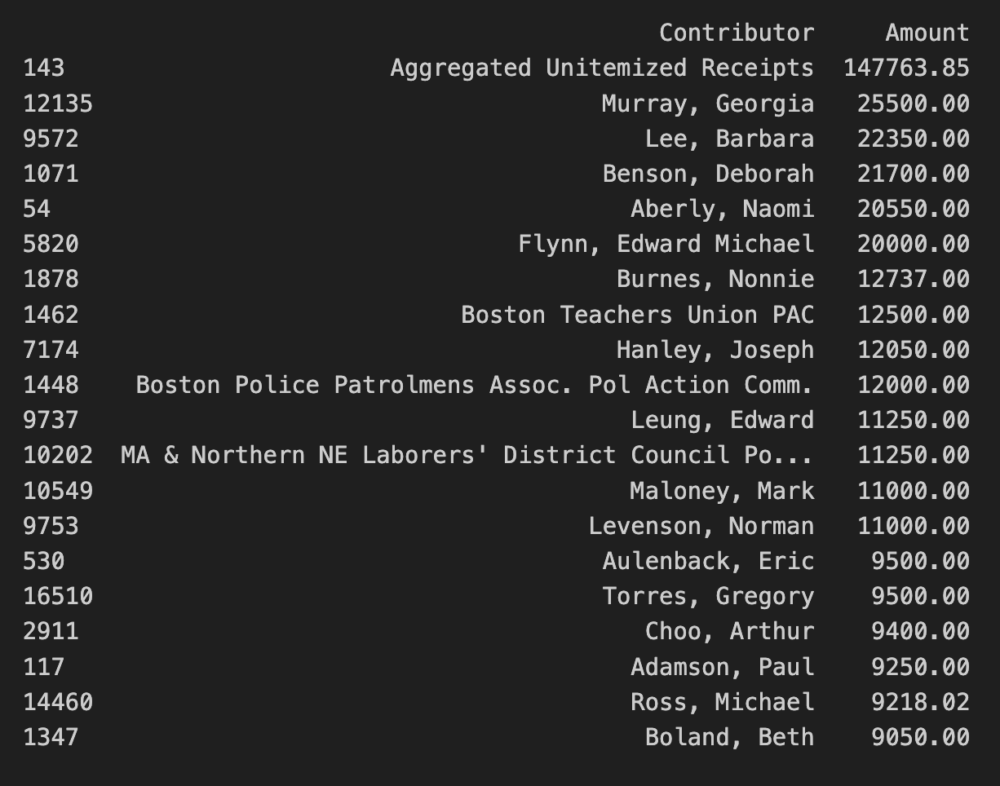 Contributor Amount
143 Aggregated Unitemized Receipts 147763.85
12135 Murray, Georgia 25500.00
9572 Lee, Barbara 22350.00
1071 Benson, Deborah 21700.00
54 Aberly, Naomi 20550.00
5820 Flynn, Edward Michael 20000.00
1878 Burnes, Nonnie 12737.00
1462 Boston Teachers Union PAC 12500.00
7174 Hanley, Joseph 12050.00
1448 Boston Police Patrolmens Assoc. Pol Action Comm. 12000.00
9737 Leung, Edward 11250.00
10202 MA & Northern NE Laborers' District Council Po... 11250.00
10549 Maloney, Mark 11000.00
9753 Levenson, Norman 11000.00
530 Aulenback, Eric 9500.00
16510 Torres, Gregory 9500.00
2911 Choo, Arthur 9400.00
117 Adamson, Paul 9250.00
14460 Ross, Michael 9218.02
1347 Boland, Beth 9050.00